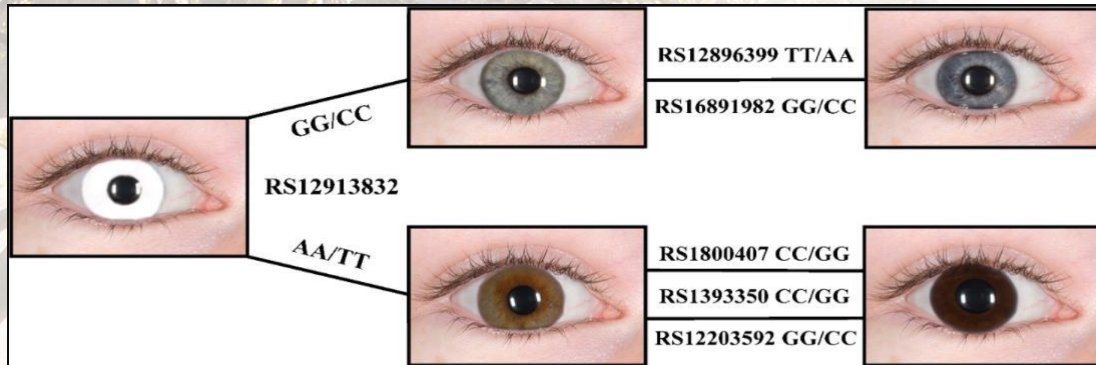 RS12896399 TT/AA
GG/CC
RS16891982 GG/CC
RS12913832
AA/TT
RS1800407 CC/GG
RS1393350 CC/GG
RS12203592 GG/CC